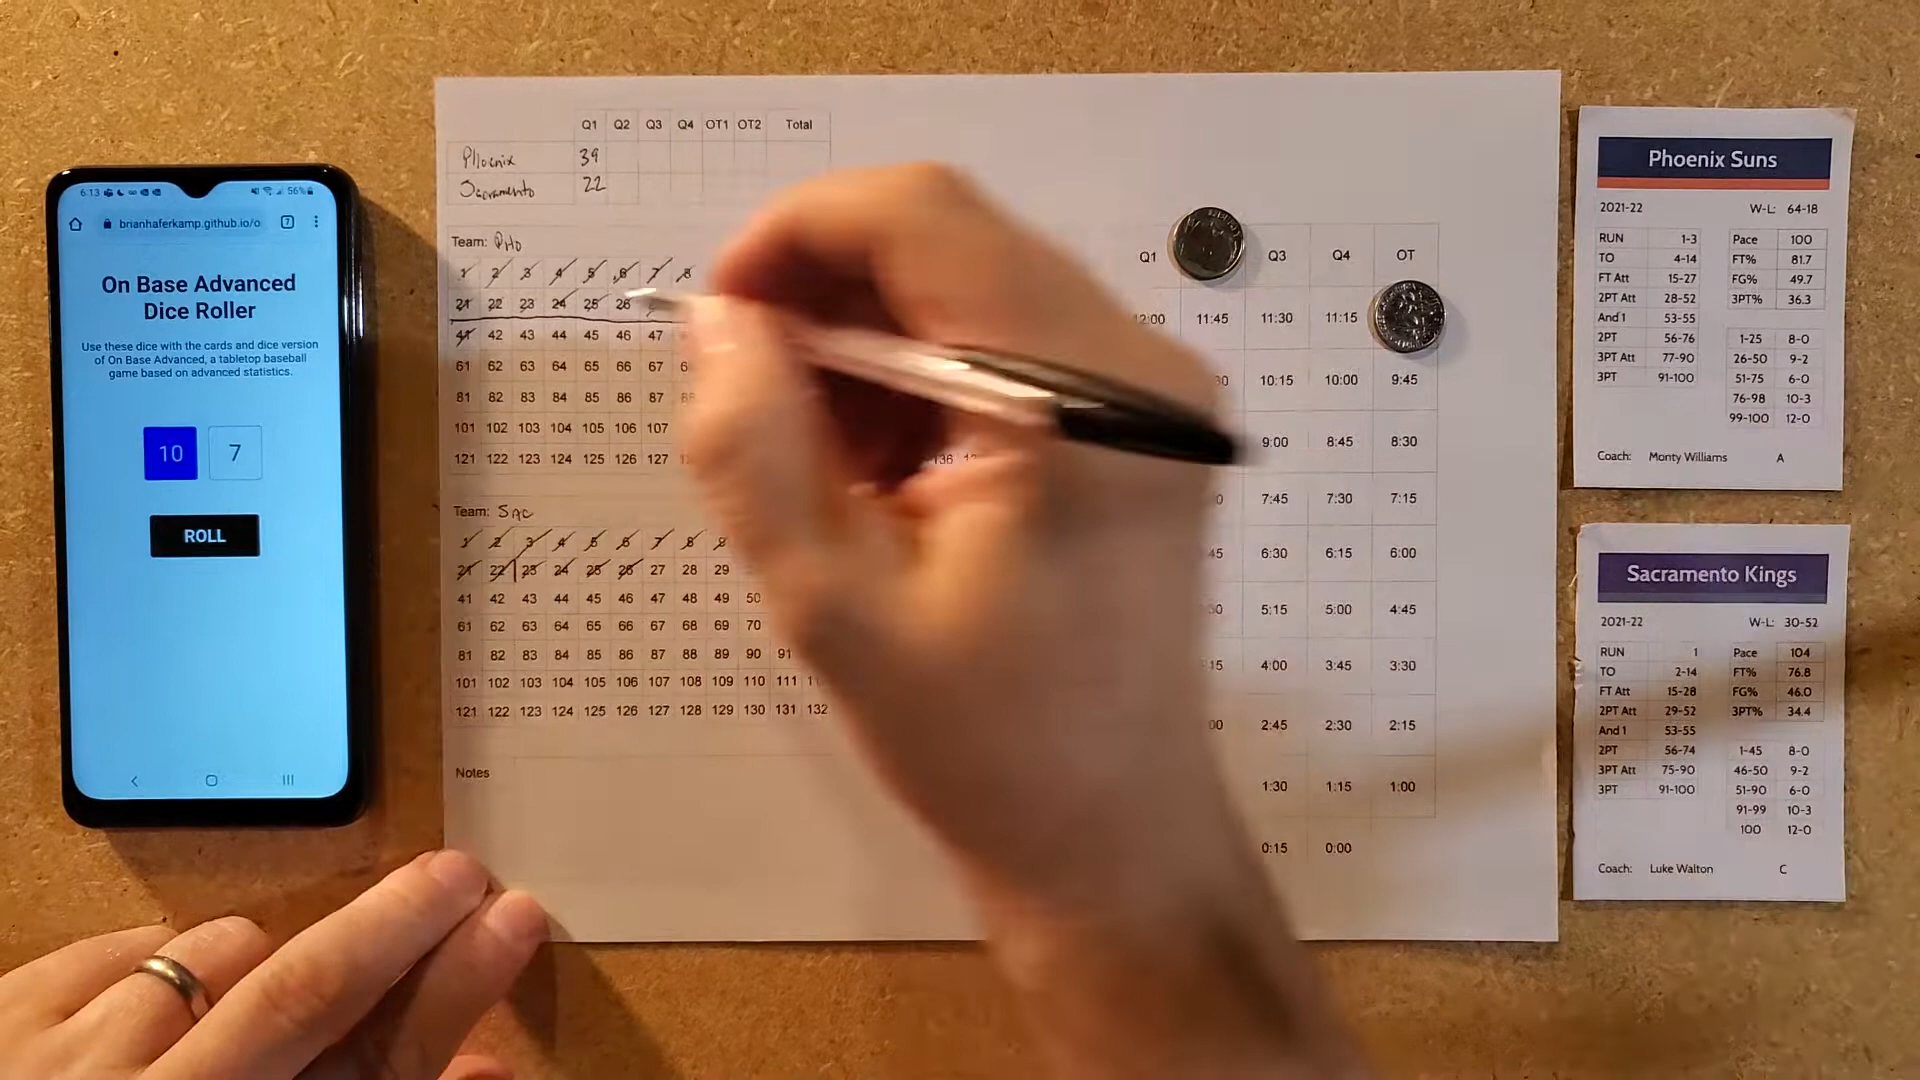 6:13 56%
brianhaferkamp.github.io/o 7
On Base Advanced
Dice Roller
Use these dice with the cards and dice version
of On Base Advanced, a tabletop baseball
game based on advanced statistics.
10 7
ROLL
Q1 Q2 Q3 Q4 OT1 OT2 Total
Phoenix 39
Sacramento 22
Team: PHO
1 2 3 4 5 6 7 8
21 22 23 24 25 26
41 42 43 44 45 46 47
61 62 63 64 65 66 67
81 82 83 84 85 86 87 88
101 102 103 104 105 106 107
121 122 123 124 125 126 127 136
Team: SAC
1 2 3 4 5 6 7 8 9
21 22 23 24 25 26 27 28 29
41 42 43 44 45 46 47 48 49 50
61 62 63 64 65 66 67 68 69 70
81 82 83 84 85 86 87 88 89 90 91
101 102 103 104 105 106 107 108 109 110 111
121 122 123 124 125 126 127 128 129 130 131 132
Notes
Q1 Q3 Q4 OT
12:00 11:45 11:30 11:15
10:15 10:00 9:45
9:00 8:45 8:30
7:45 7:30 7:15
6:30 6:15 6:00
5:15 5:00 4:45
4:00 3:45 3:30
2:45 2:30 2:15
1:30 1:15 1:00
0:15 0:00
Phoenix Suns
2021-22 W-L: 64-18
RUN 1-3 Pace 100
TO 4-14 FT% 81.7
FT Att 15-27 FG% 49.7
2PT Att 28-52 3PT% 36.3
And 1 53-55
2PT 56-76 1-25 8-0
3PT Att 77-90 26-50 9-2
3PT 91-100 51-75 6-0
76-98 10-3
99-100 12-0
Coach: Monty Williams A
Sacramento Kings
2021-22 W-L: 30-52
RUN 1 Pace 104
TO 2-14 FT% 76.8
FT Att 15-28 FG% 46.0
2PT Att 29-52 3PT% 34.4
And 1 53-55
2PT 56-74 1-45 8-0
3PT Att 75-90 46-50 9-2
3PT 91-100 51-90 6-0
91-99 10-3
100 12-0
Coach: Luke Walton C